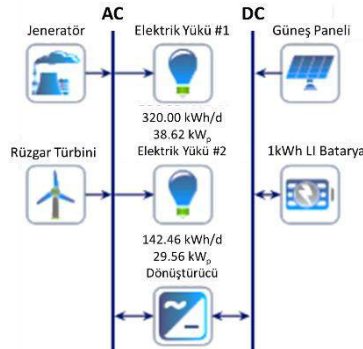 AC DC
Jeneratör Elektrik Yükü #1 Güneş Paneli
320.00 kWh/d
38.62 kWp
Rüzgar Türbini Elektrik Yükü #2 1kWh LI Batarya
142.46 kWh/d
29.56 kWp
Dönüştürücü